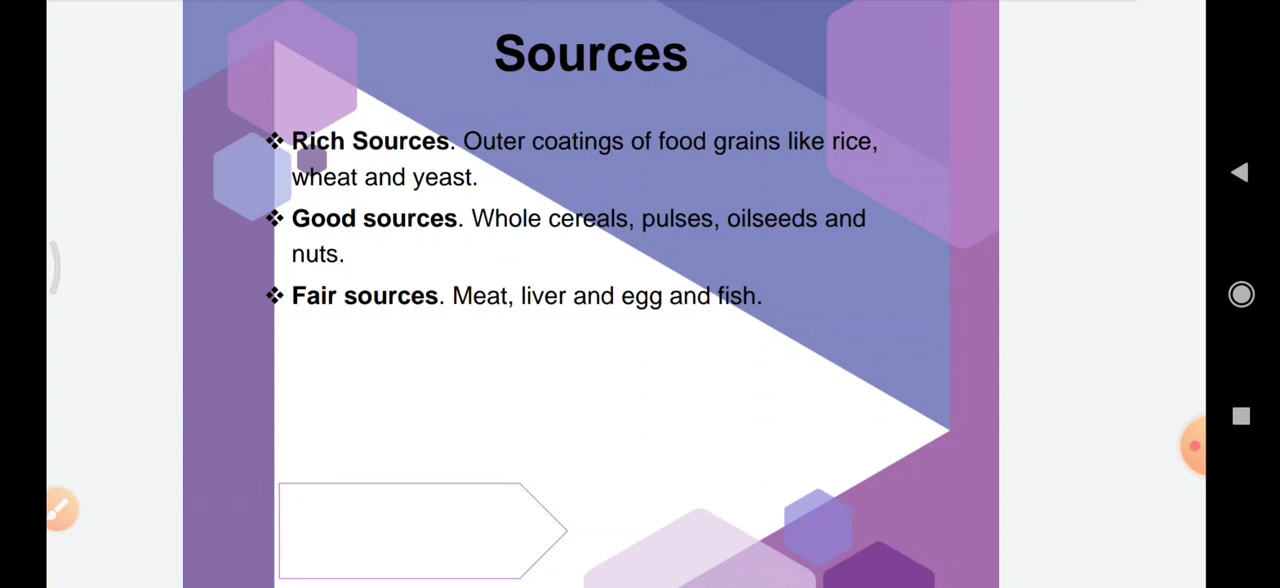 Sources
❖ Rich Sources. Outer coatings of food grains like rice,
wheat and yeast.
❖ Good sources. Whole cereals, pulses, oilseeds and
nuts.
❖ Fair sources. Meat, liver and egg and fish.